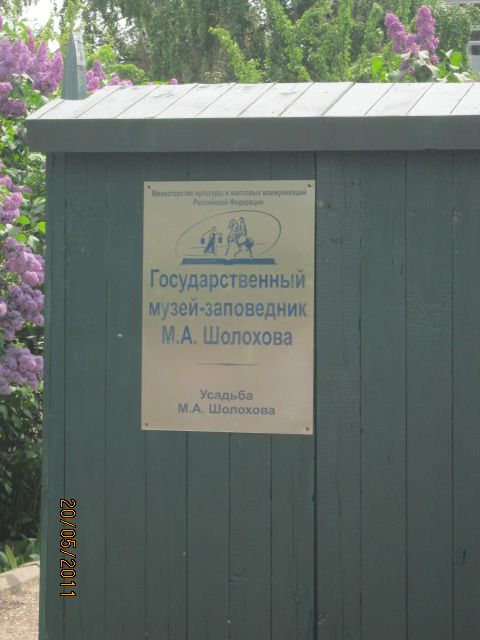 Министерство культуры и массовых коммуникаций
Российской Федерации
Государственный
музей-заповедник
М.А. Шолохова
Усадьба
М.А. Шолохова
20/05/2011